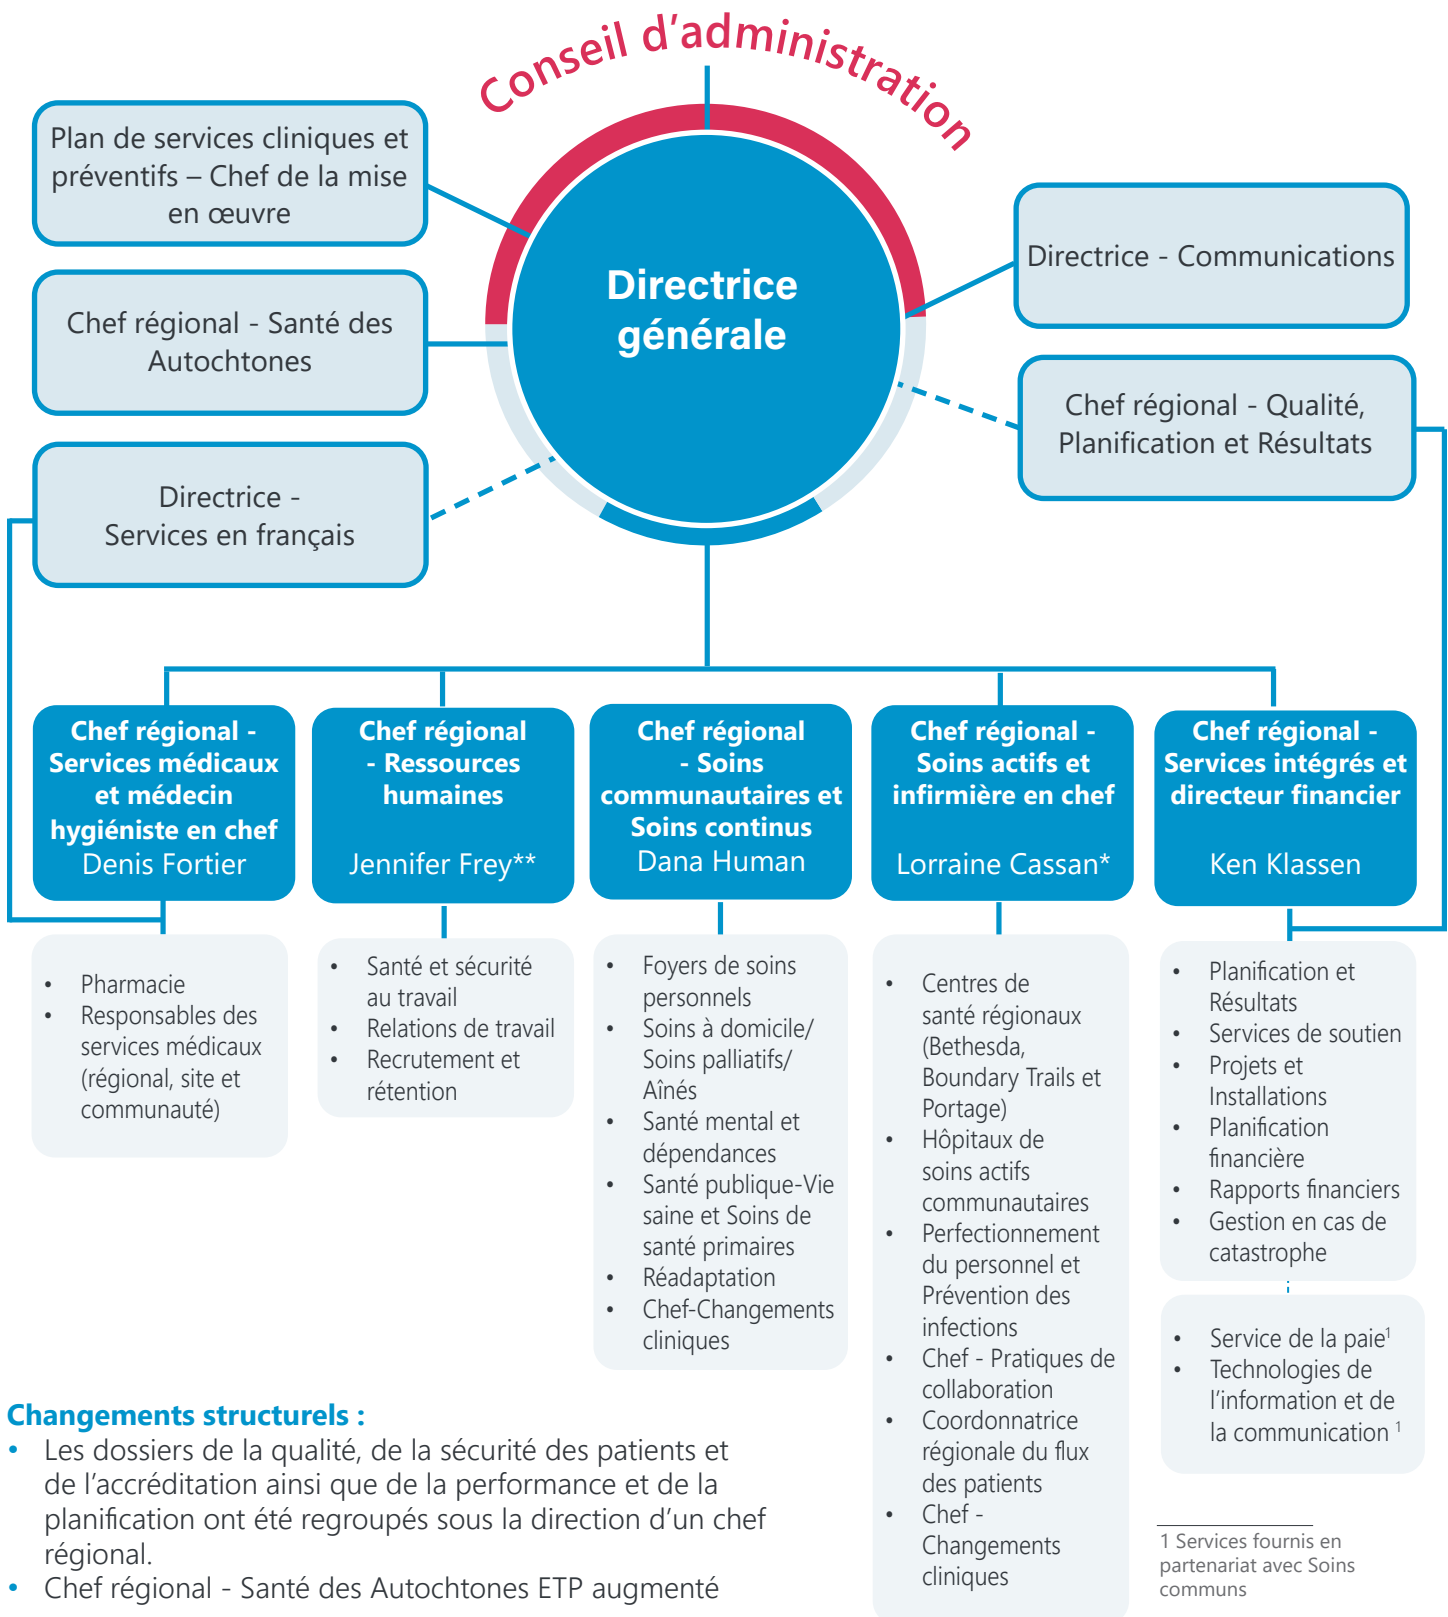 Conseil d'administration
Plan de services cliniques et
préventifs – Chef de la mise
en œuvre
Chef régional - Santé des
Autochtones
Directrice -
Services en français
Directrice
générale
Directrice - Communications
Chef régional - Qualité,
Planification et Résultats
Chef régional -
Services médicaux
et médecin
hygiéniste en chef
Denis Fortier
Chef régional
- Ressources
humaines
Jennifer Frey**
Chef régional
- Soins
communautaires et
Soins continus
Dana Human
Chef régional -
Soins actifs et
infirmière en chef
Lorraine Cassan*
Chef régional -
Services intégrés et
directeur financier
Ken Klassen
• Pharmacie
• Responsables des
services médicaux
(régional, site et
communauté)
• Santé et sécurité
au travail
• Relations de travail
• Recrutement et
rétention
• Foyers de soins
personnels
• Soins à domicile/
Soins palliatifs/
Aînés
• Santé mental et
dépendances
• Santé publique-Vie
saine et Soins de
santé primaires
• Réadaptation
• Chef-Changements
cliniques
• Centres de
santé régionaux
(Bethesda,
Boundary Trails et
Portage)
• Hôpitaux de
soins actifs
communautaires
• Perfectionnement
du personnel et
Prévention des
infections
• Chef - Pratiques de
collaboration
• Coordonnatrice
régionale du flux
des patients
• Chef -
Changements
cliniques
• Planification et
Résultats
• Services de soutien
• Projets et
Installations
• Planification
financière
• Rapports financiers
• Gestion en cas de
catastrophe
• Service de la paie¹
• Technologies de
l'information et de
la communication ¹
1 Services fournis en
partenariat avec Soins
communs
Changements structurels :
• Les dossiers de la qualité, de la sécurité des patients et
de l'accréditation ainsi que de la performance et de la
planification ont été regroupés sous la direction d'un chef
régional.
• Chef régional - Santé des Autochtones ETP augmenté